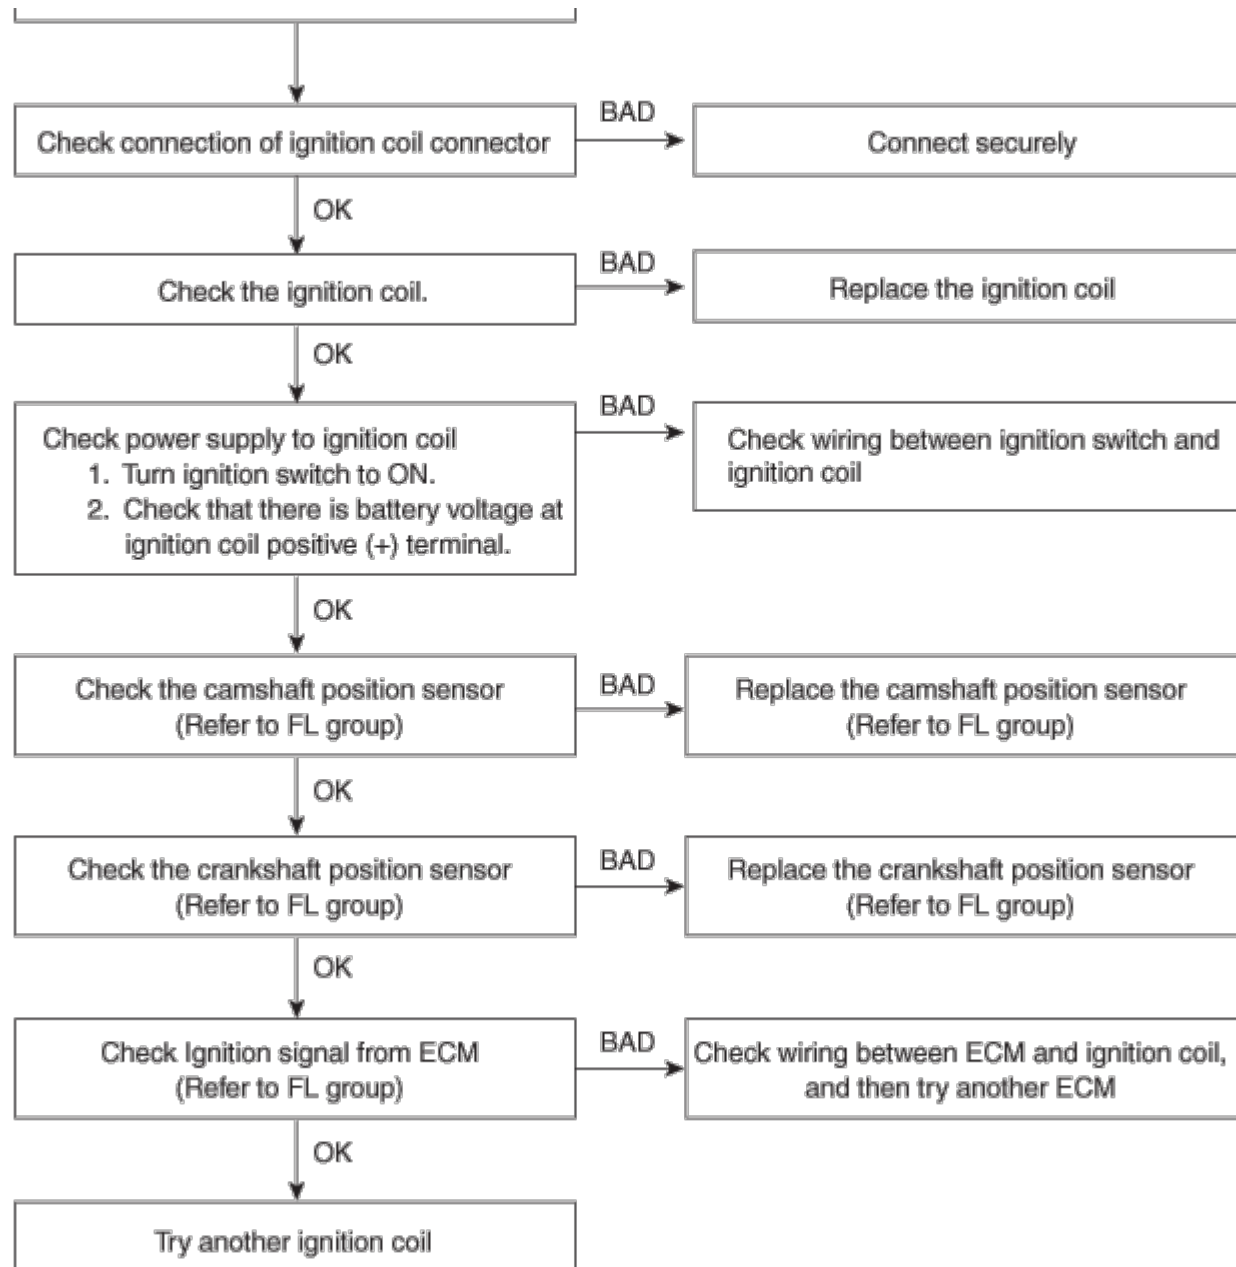 Check connection of ignition coil connector
BAD
Connect securely
OK
Check the ignition coil.
BAD
Replace the ignition coil
OK
Check power supply to ignition coil
1. Turn ignition switch to ON.
2. Check that there is battery voltage at
ignition coil positive (+) terminal.
BAD
Check wiring between ignition switch and
ignition coil
OK
Check the camshaft position sensor
(Refer to FL group)
BAD
Replace the camshaft position sensor
(Refer to FL group)
OK
Check the crankshaft position sensor
(Refer to FL group)
BAD
Replace the crankshaft position sensor
(Refer to FL group)
OK
Check Ignition signal from ECM
(Refer to FL group)
BAD
Check wiring between ECM and ignition coil,
and then try another ECM
OK
Try another ignition coil